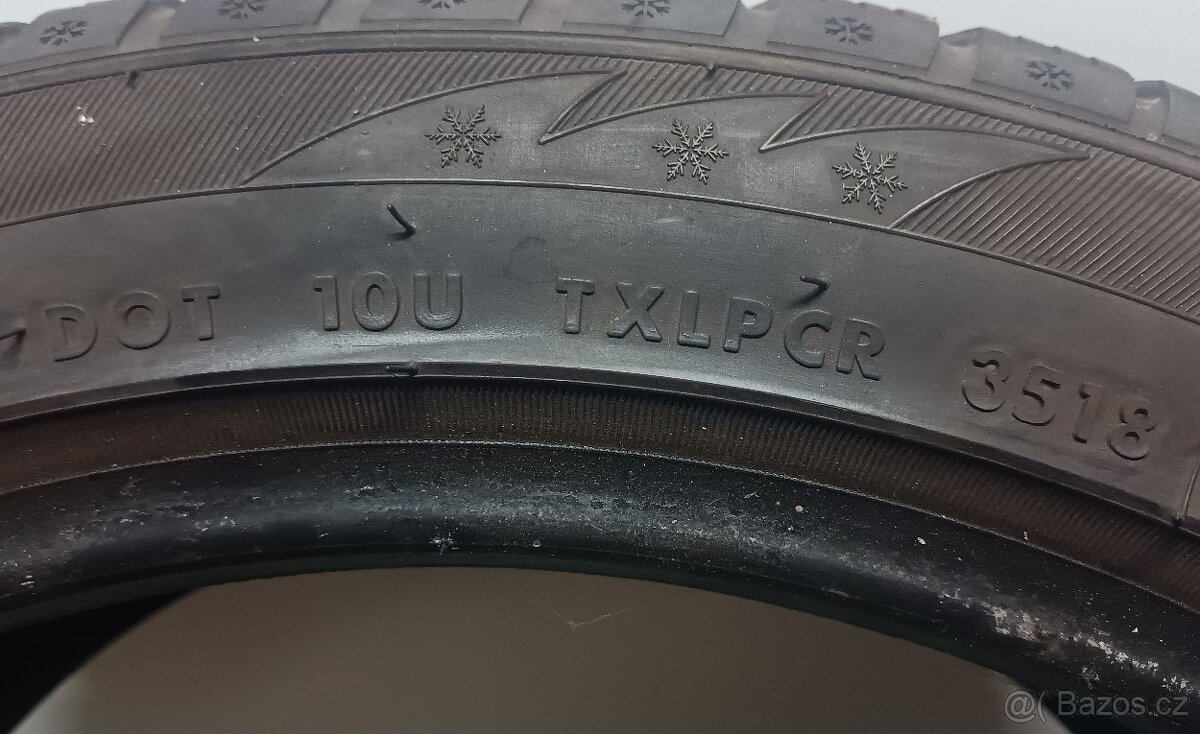 DOT 10U TXLPCR 3518
@( Bazos.cz